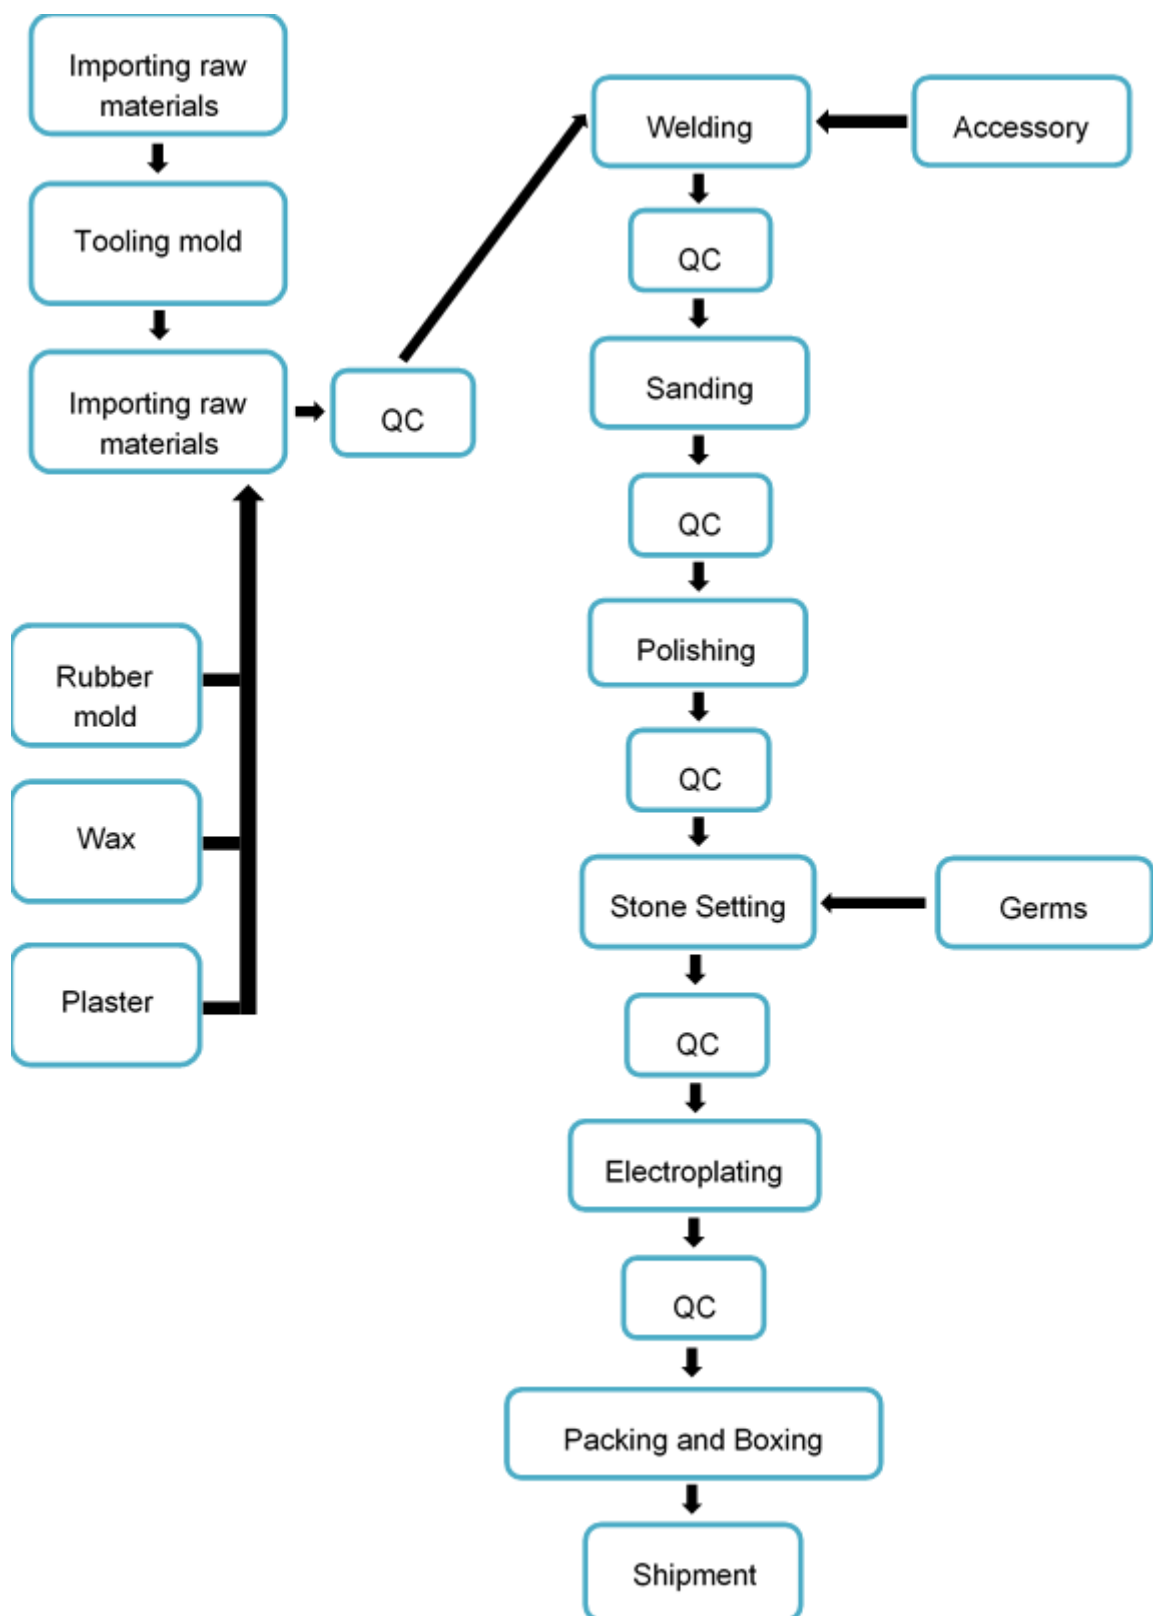 Importing raw
materials
Tooling mold
Importing raw
materials
QC
Rubber
mold
Wax
Plaster
Welding
Accessory
QC
Sanding
QC
Polishing
QC
Stone Setting
Germs
QC
Electroplating
QC
Packing and Boxing
Shipment